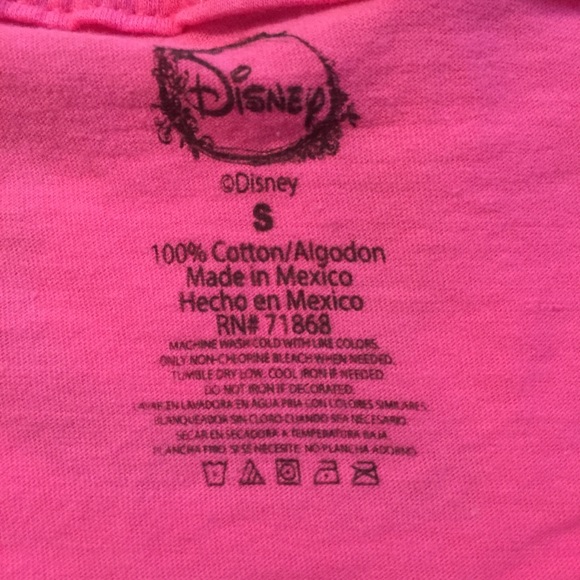 Disney
©Disney
S
100% Cotton/Algodon
Made in Mexico
Hecho en Mexico
RN# 71868
MACHINE WASH COLD WITH LIKE COLORS.
ONLY NON-CHLORINE BLEACH WHEN NEEDED.
TUMBLE DRY LOW. COOL IRON IF NEEDED.
DO NOT IRON IF DECORATED.
LAVAR EN LAVADORA EN AGUA FRIA CON COLORES SIMILARES.
BLANQUEADOR SIN CLORO CUANDO SEA NECESARIO.
SECAR EN SECADORA A TEMPERATURA BAJA.
PLANCHA FRIO SI SE NECESITE NO PLANCHA ADORNO.